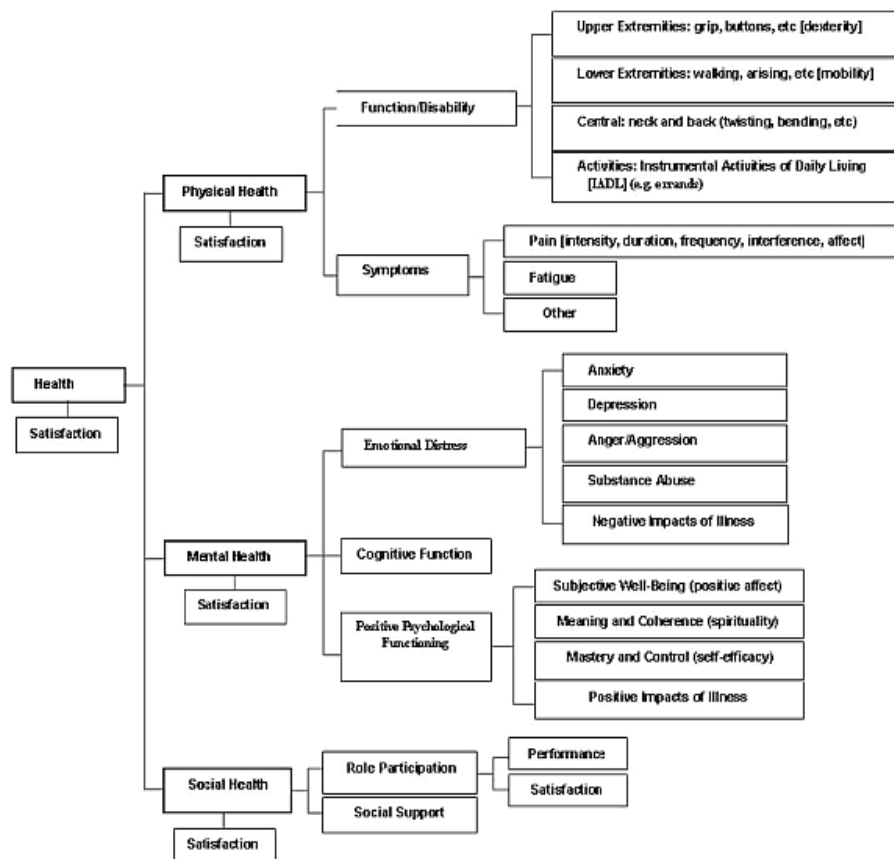 Upper Extremities: grip, buttons, etc [dexterity]
Lower Extremities: walking, arising, etc [mobility]
Function/Disability
Central: neck and back (twisting, bending, etc)
Activities: Instrumental Activities of Daily Living
[IADL] (e.g. errands)
Physical Health
Satisfaction
Pain [intensity, duration, frequency, interference, affect]
Symptoms
Fatigue
Other
Health
Satisfaction
Anxiety
Depression
Emotional Distress
Anger/Aggression
Substance Abuse
Negative Impacts of Illness
Mental Health
Satisfaction
Cognitive Function
Subjective Well-Being (positive affect)
Positive Psychological
Functioning
Meaning and Coherence (spirituality)
Mastery and Control (self-efficacy)
Positive Impacts of Illness
Social Health
Satisfaction
Role Participation
Performance
Satisfaction
Social Support